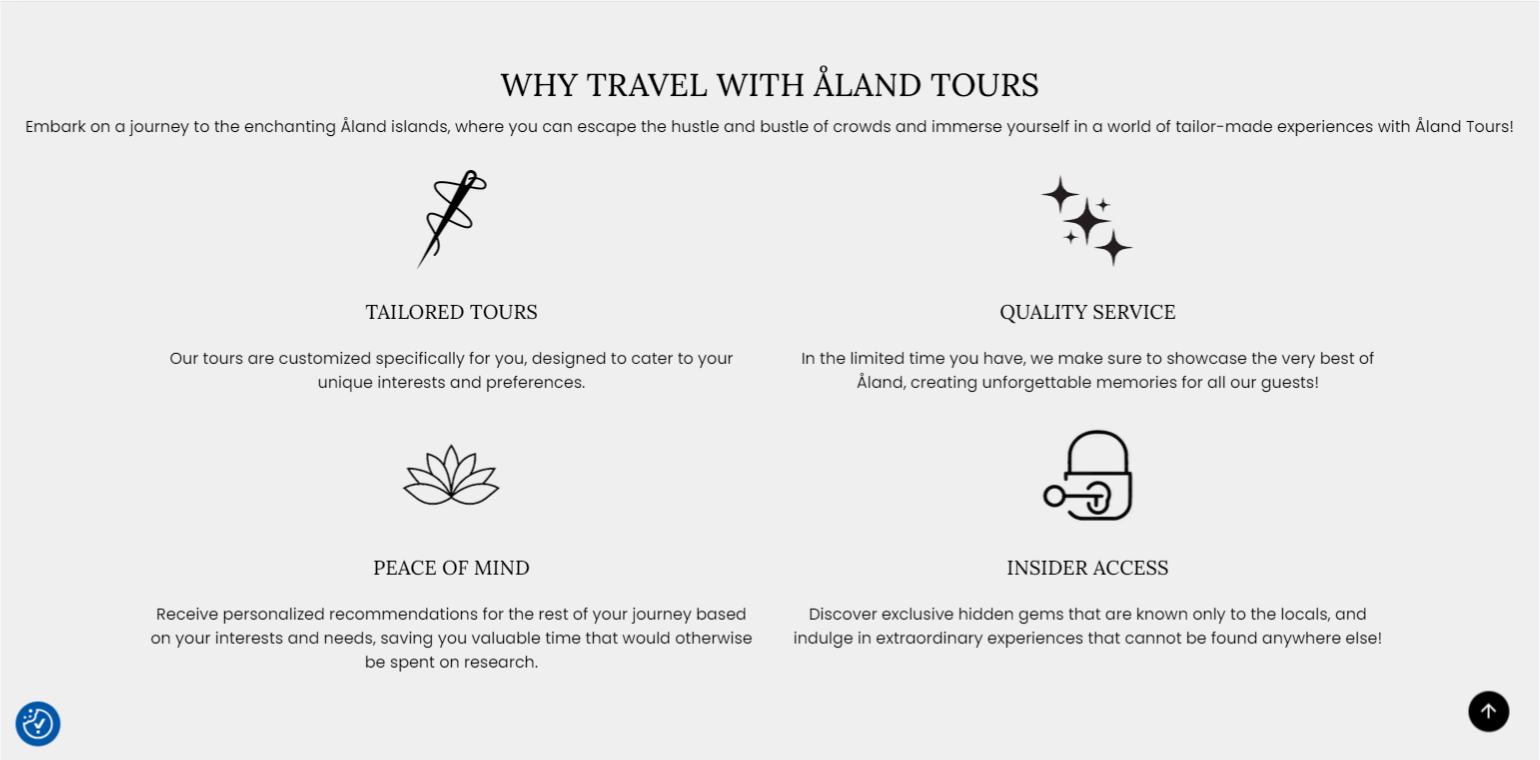 WHY TRAVEL WITH ÅLAND TOURS
Embark on a journey to the enchanting Åland islands, where you can escape the hustle and bustle of crowds and immerse yourself in a world of tailor-made experiences with Åland Tours!
TAILORED TOURS
Our tours are customized specifically for you, designed to cater to your
unique interests and preferences.
QUALITY SERVICE
In the limited time you have, we make sure to showcase the very best of
Åland, creating unforgettable memories for all our guests!
PEACE OF MIND
Receive personalized recommendations for the rest of your journey based
on your interests and needs, saving you valuable time that would otherwise
be spent on research.
INSIDER ACCESS
Discover exclusive hidden gems that are known only to the locals, and
indulge in extraordinary experiences that cannot be found anywhere else!